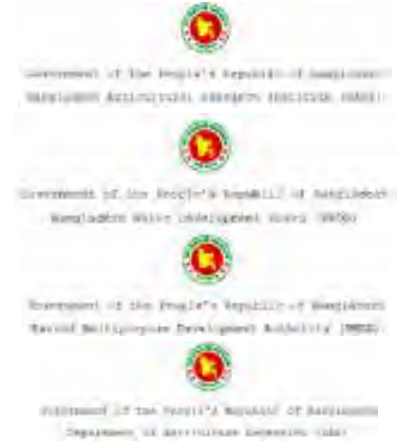 Government of the People's Republic of Bangladesh
Bangladesh Agricultural Research Institute (BARI)
Government of the People's Republic of Bangladesh
Bangladesh Water Development Board (BWDB)
Government of the People's Republic of Bangladesh
Barind Multipurpose Development Authority (BMDA)
Government of the People's Republic of Bangladesh
Department of Agriculture Extension (DAE)